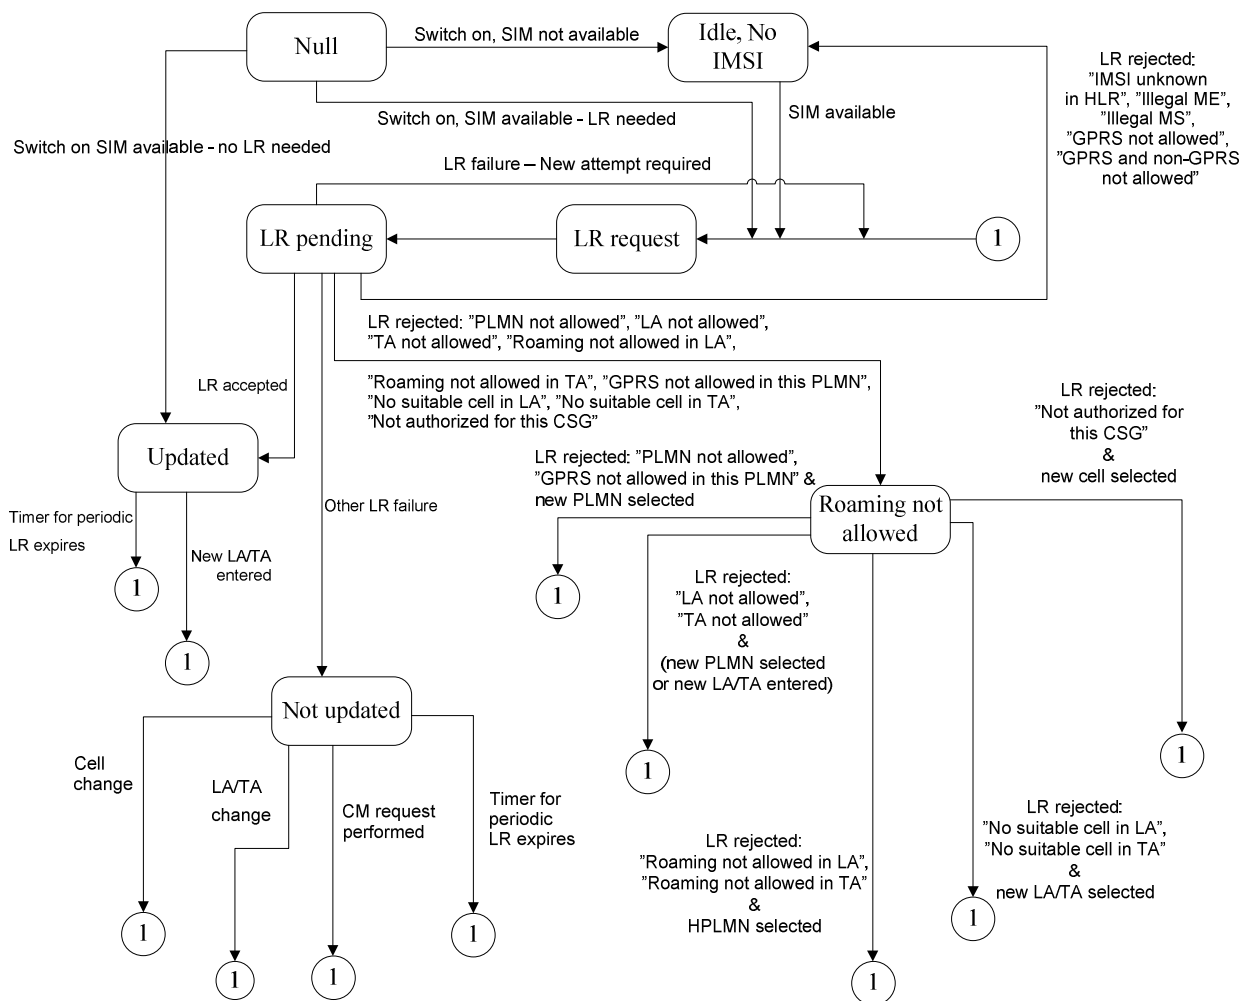 Null
Switch on, SIM not available
Idle, No
IMSI
LR rejected:
"IMSI unknown
in HLR", "Illegal ME",
"Illegal MS",
"GPRS not allowed",
"GPRS and non-GPRS
not allowed"
Switch on, SIM available - LR needed
SIM available
Switch on SIM available - no LR needed
LR failure – New attempt required
LR pending
LR request
1
LR rejected: "PLMN not allowed", "LA not allowed",
"TA not allowed", "Roaming not allowed in LA",
"Roaming not allowed in TA", "GPRS not allowed in this PLMN",
"No suitable cell in LA", "No suitable cell in TA",
"Not authorized for this CSG"
LR accepted
LR rejected:
"Not authorized for
this CSG"
&
new cell selected
Updated
LR rejected: "PLMN not allowed",
"GPRS not allowed in this PLMN" &
new PLMN selected
Roaming not
allowed
Timer for periodic
LR expires
New LA/TA
entered
Other LR failure
1
1
1
LR rejected:
"LA not allowed",
"TA not allowed"
&
(new PLMN selected
or new LA/TA entered)
Not updated
1
1
Cell
change
LA/TA
change
CM request
performed
Timer for
periodic
LR expires
LR rejected:
"Roaming not allowed in LA",
"Roaming not allowed in TA"
&
HPLMN selected
LR rejected:
"No suitable cell in LA",
"No suitable cell in TA"
&
new LA/TA selected
1
1
1
1
1
1